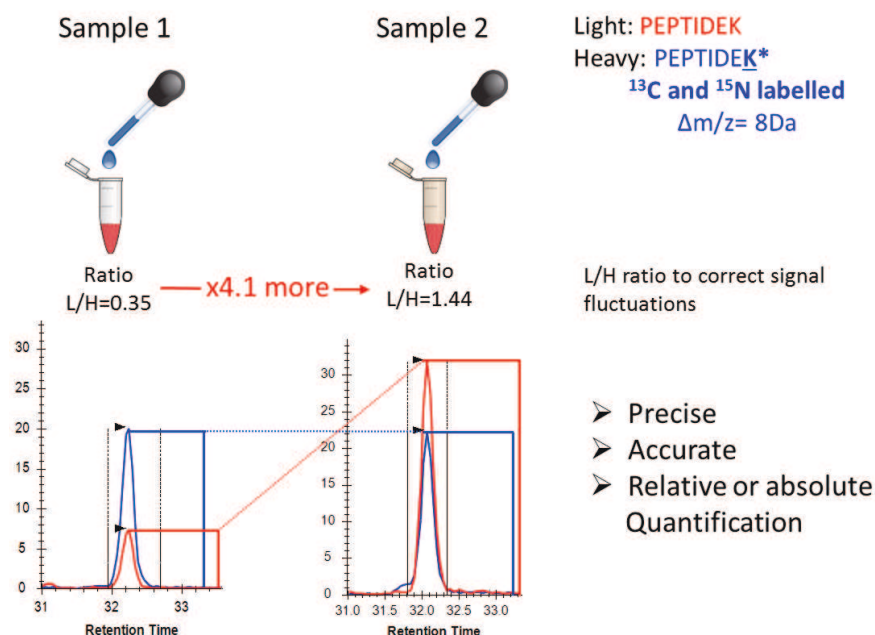 Sample 1
Sample 2
Light: PEPTIDEK
Heavy: PEPTIDEK*
¹³C and ¹⁵N labelled
Δm/z= 8Da
Ratio
L/H=0.35
x4.1 more
Ratio
L/H=1.44
L/H ratio to correct signal
fluctuations
30
25
20
15
10
5
0
31
32
33
Retention Time
30
25
20
15
10
5
0
31.0
31.5
32.0
32.5
33.0
Retention Time
➢ Precise
➢ Accurate
➢ Relative or absolute
Quantification